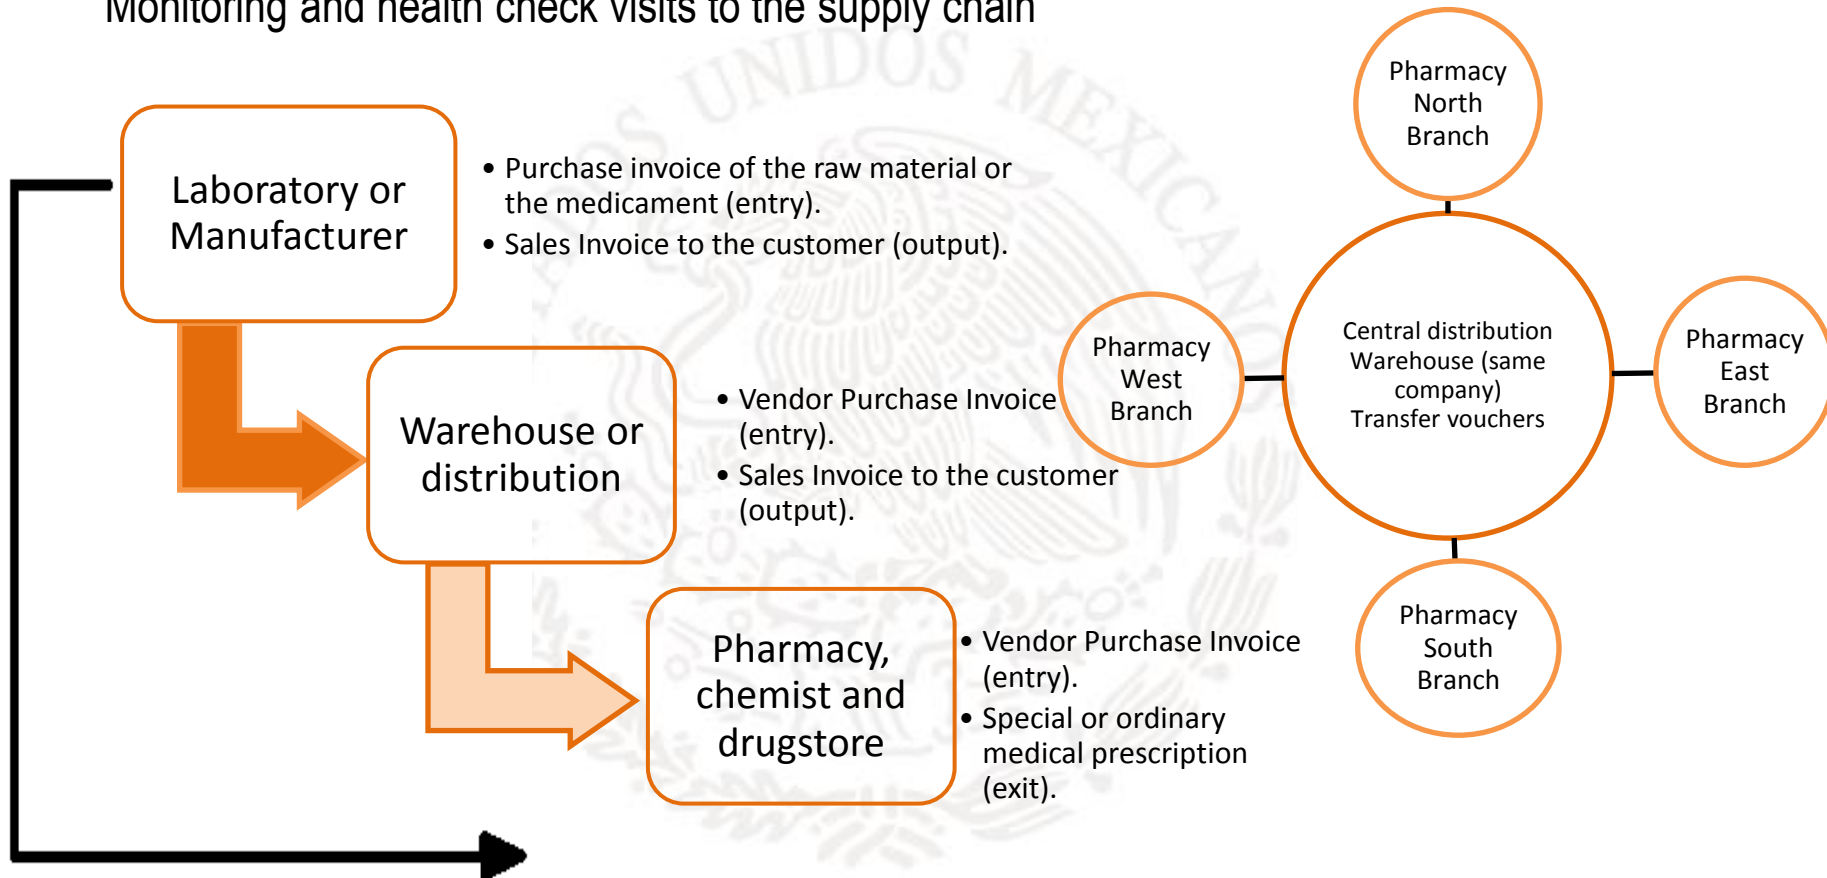 Monitoring and health check visits to the supply chain
Laboratory or
Manufacturer
• Purchase invoice of the raw material or
the medicament (entry).
• Sales Invoice to the customer (output).
Warehouse or
distribution
• Vendor Purchase Invoice
(entry).
• Sales Invoice to the customer
(output).
Pharmacy,
chemist and
drugstore
• Vendor Purchase Invoice
(entry).
• Special or ordinary
medical prescription
(exit).
Pharmacy
North
Branch
Pharmacy
West
Branch
Central distribution
Warehouse (same
company)
Transfer vouchers
Pharmacy
East
Branch
Pharmacy
South
Branch
ESTADOS UNIDOS MEXICANOS